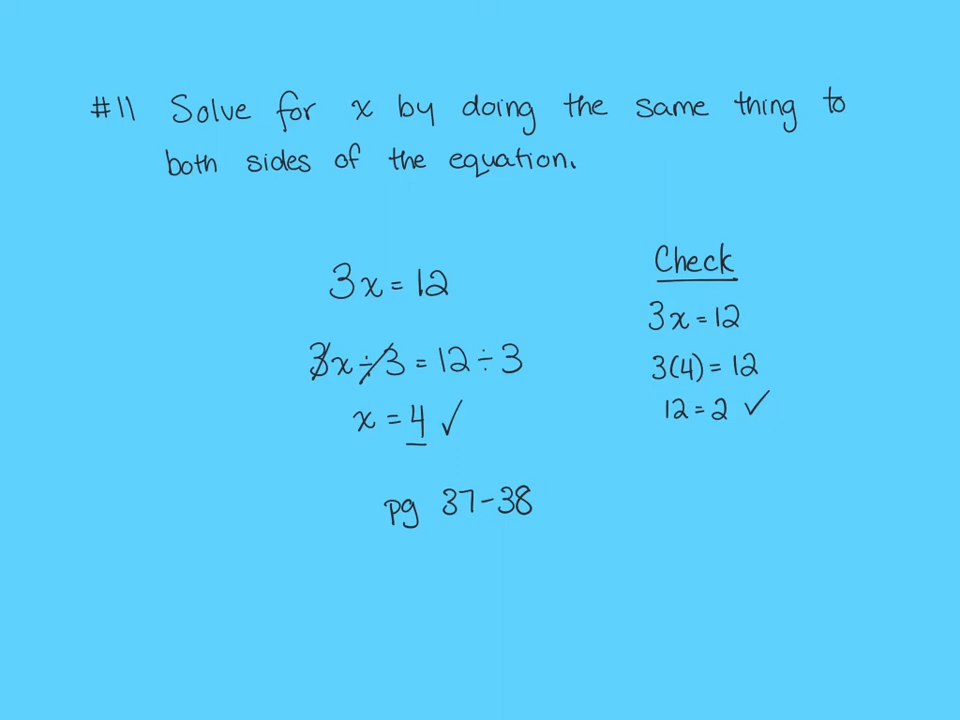 #11 Solve for x by doing the same thing to
both sides of the equation.
3x = 12
3x ÷ 3 = 12 ÷ 3
x = 4 ✓
pg 37-38
Check
3x = 12
3(4) = 12
12 = 2 ✓